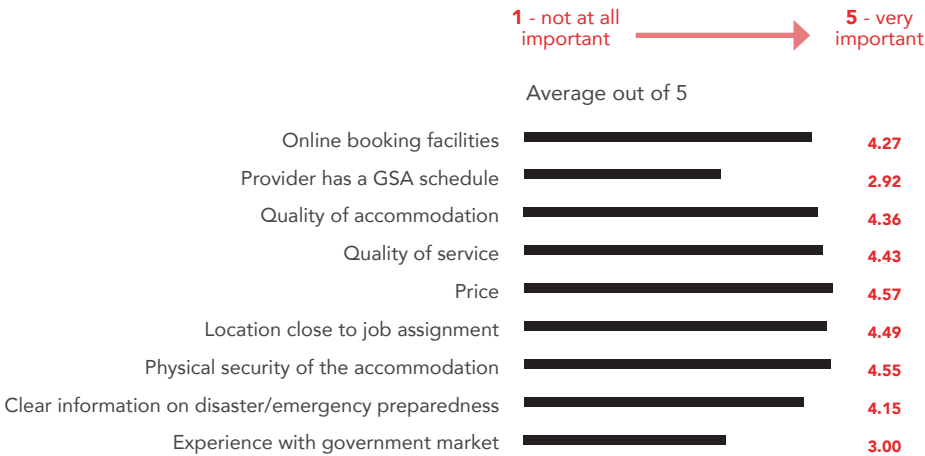 1 - not at all
important
5 - very
important
Average out of 5
Online booking facilities 4.27
Provider has a GSA schedule 2.92
Quality of accommodation 4.36
Quality of service 4.43
Price 4.57
Location close to job assignment 4.49
Physical security of the accommodation 4.55
Clear information on disaster/emergency preparedness 4.15
Experience with government market 3.00